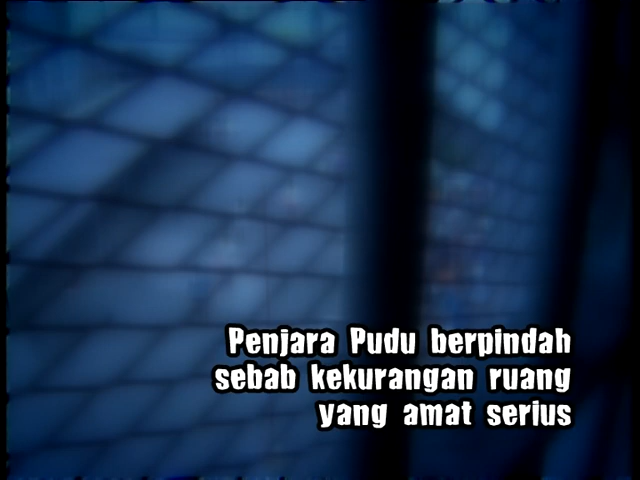 Penjara Pudu berpindah
sebab kekurangan ruang
yang amat serius